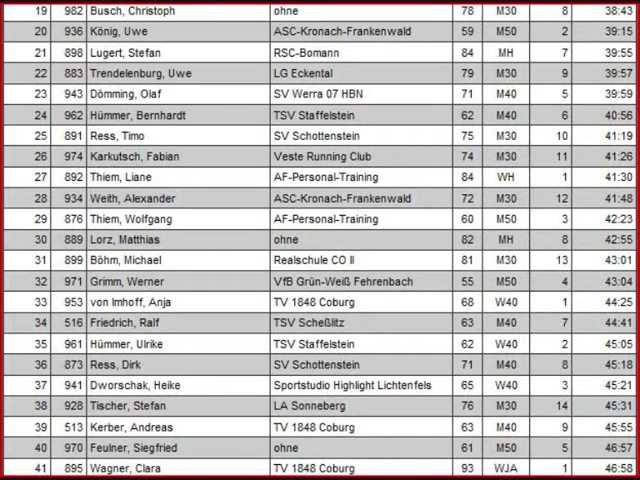 19 982 Busch, Christoph ohne 78 M30 8 38:43
20 936 König, Uwe ASC-Kronach-Frankenwald 59 M50 2 39:15
21 898 Lugert, Stefan RSC-Bomann 84 MH 7 39:55
22 883 Trendelenburg, Uwe LG Eckental 79 M30 9 39:57
23 943 Dömming, Olaf SV Werra 07 HBN 71 M40 5 39:59
24 962 Hümmer, Bernhardt TSV Staffelstein 62 M40 6 40:56
25 891 Ress, Timo SV Schottenstein 75 M30 10 41:19
26 974 Karkutsch, Fabian Veste Running Club 74 M30 11 41:26
27 892 Thiem, Liane AF-Personal-Training 84 WH 1 41:30
28 934 Weith, Alexander ASC-Kronach-Frankenwald 72 M30 12 41:48
29 876 Thiem, Wolfgang AF-Personal-Training 60 M50 3 42:23
30 889 Lorz, Matthias ohne 82 MH 8 42:55
31 899 Böhm, Michael Realschule CO II 81 M30 13 43:01
32 971 Grimm, Werner VfB Grün-Weiß Fehrenbach 55 M50 4 43:04
33 953 von Imhoff, Anja TV 1848 Coburg 68 W40 1 44:25
34 516 Friedrich, Ralf TSV Scheßlitz 63 M40 7 44:41
35 961 Hümmer, Ulrike TSV Staffelstein 62 W40 2 45:05
36 873 Ress, Dirk SV Schottenstein 71 M40 8 45:18
37 941 Dworschak, Heike Sportstudio Highlight Lichtenfels 65 W40 3 45:21
38 928 Tischer, Stefan LA Sonneberg 76 M30 14 45:31
39 513 Kerber, Andreas TV 1848 Coburg 63 M40 9 45:55
40 970 Feulner, Siegfried ohne 61 M50 5 46:57
41 895 Wagner, Clara TV 1848 Coburg 93 WJA 1 46:58